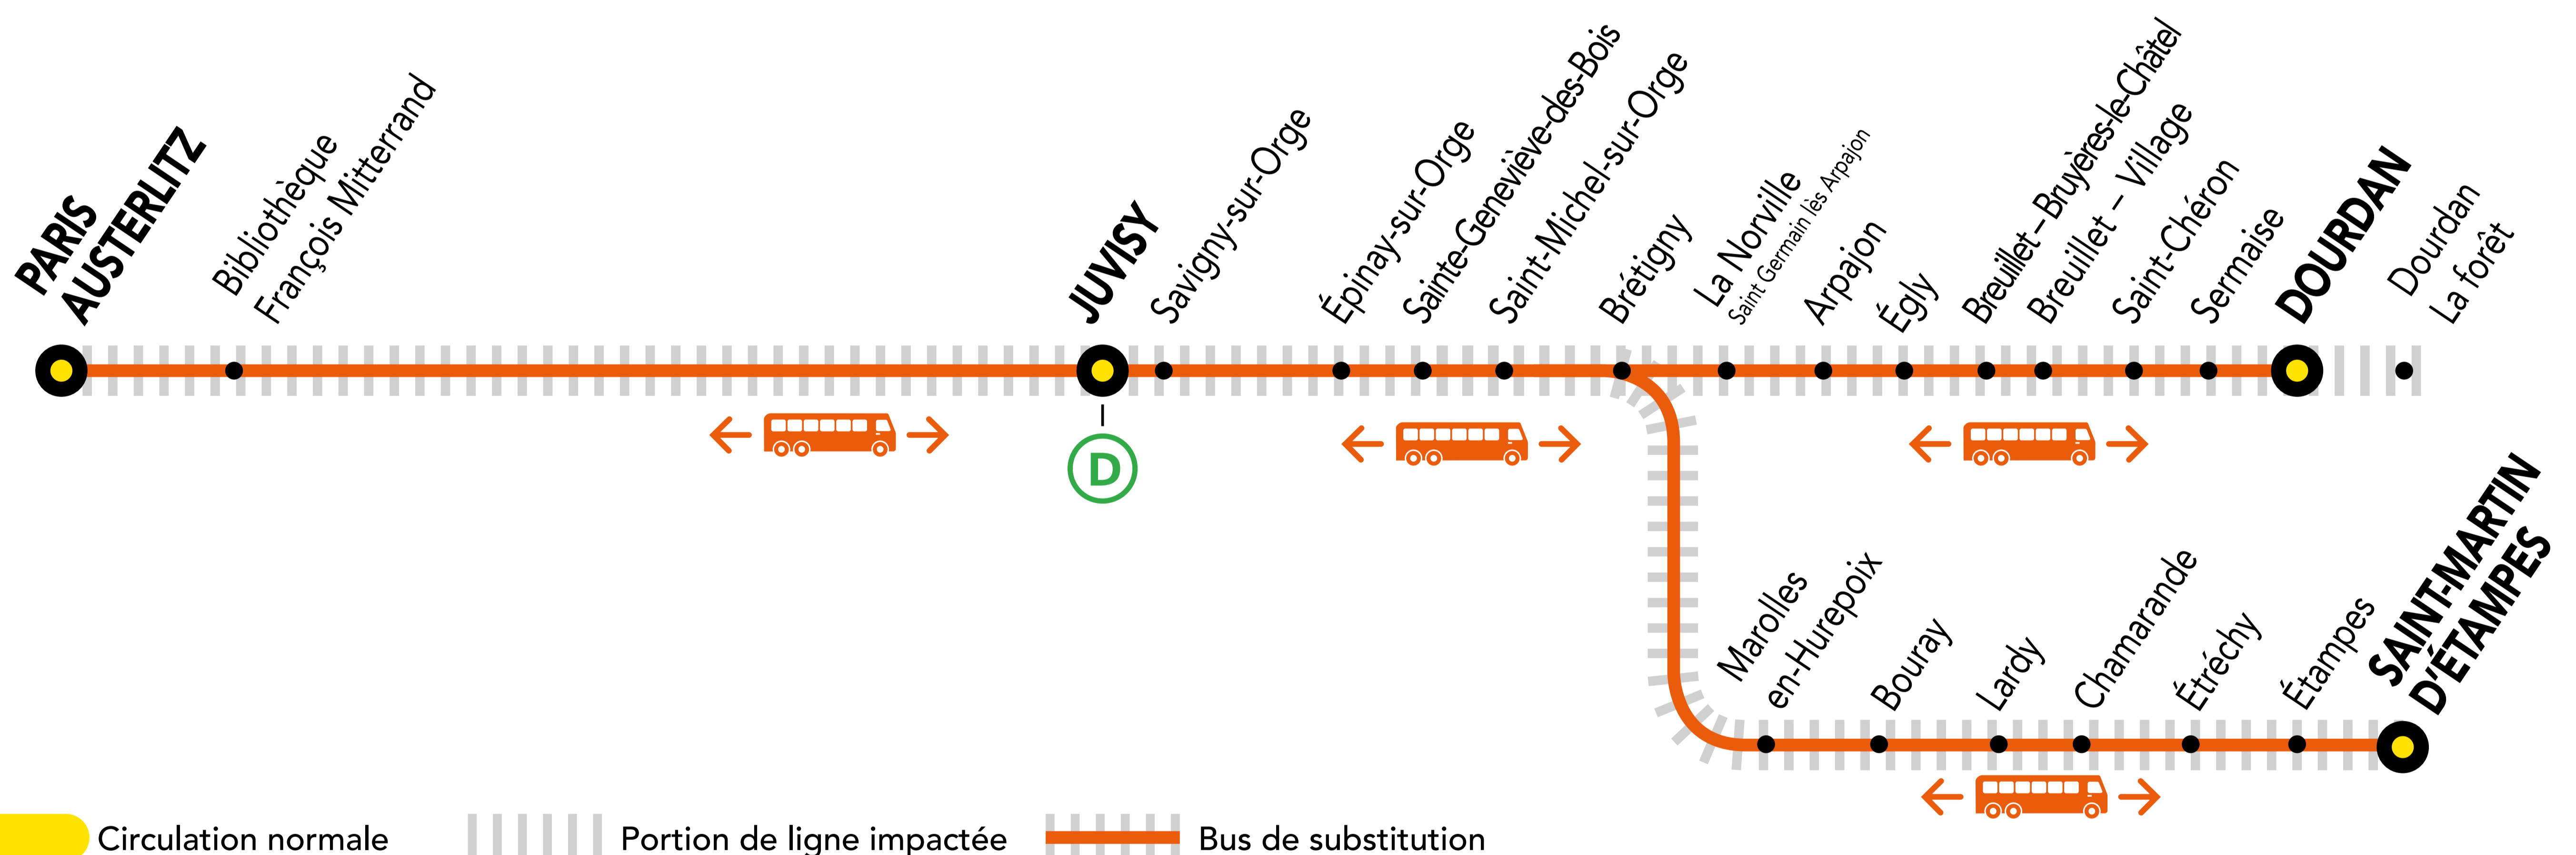 PARIS
AUSTERLITZ
Bibliothèque
François Mitterrand
JUVISY
Savigny-sur-Orge
Épinay-sur-Orge
Sainte-Geneviève-des-Bois
Saint-Michel-sur-Orge
Brétigny
La Norville
Saint Germain lès Arpajon
Arpajon
Égly
Breuillet – Bruyères-le-Châtel
Breuillet – Village
Saint-Chéron
Sermaise
DOURDAN
Dourdan
La forêt
D
Marolles
en-Hurepoix
Bouray
Lardy
Chamarande
Étréchy
Étampes
SAINT-MARTIN
D'ÉTAMPES
Circulation normale
Portion de ligne impactée
Bus de substitution